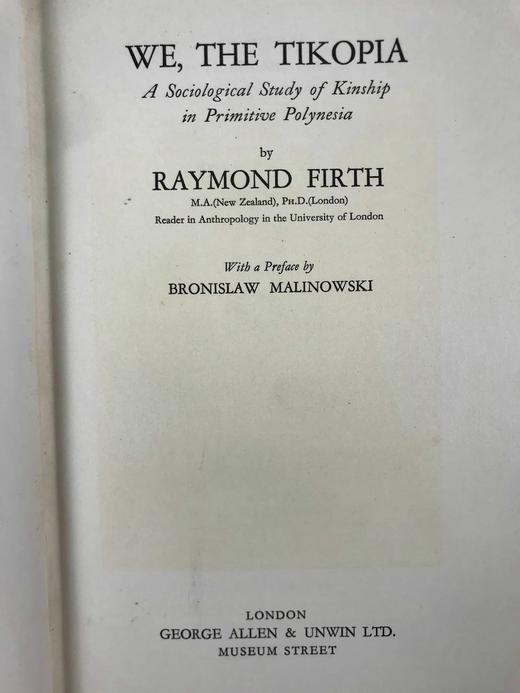 WE, THE TIKOPIA
A Sociological Study of Kinship
in Primitive Polynesia
by
RAYMOND FIRTH
M.A.(New Zealand), PH.D.(London)
Reader in Anthropology in the University of London
With a Preface by
BRONISLAW MALINOWSKI
LONDON
GEORGE ALLEN & UNWIN LTD.
MUSEUM STREET